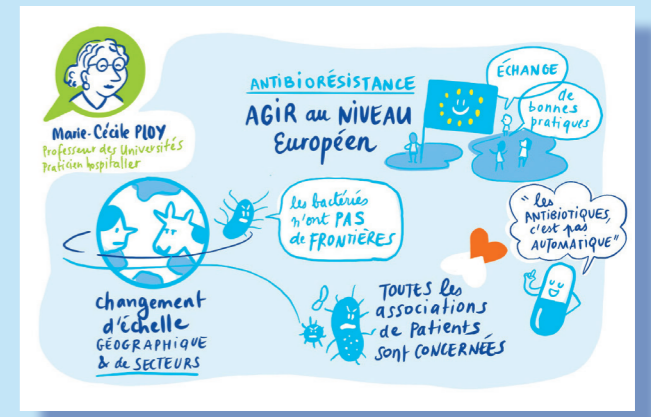 Marie-Cécile PLOY
Professeur des Universités
Praticien hospitalier
ANTIBIORÉSISTANCE
AGIR au NIVEAU
Européen
ÉCHANGE
de
bonnes
pratiques
les bactéries
n'ont PAS
de FRONTIÈRES
"les
ANTIBIOTIQUES,
c'est pas
AUTOMATIQUE"
changement
d'échelle
GÉOGRAPHIQUE
& de SECTEURS
TOUTES les
associations
de Patients
sont CONCERNÉES